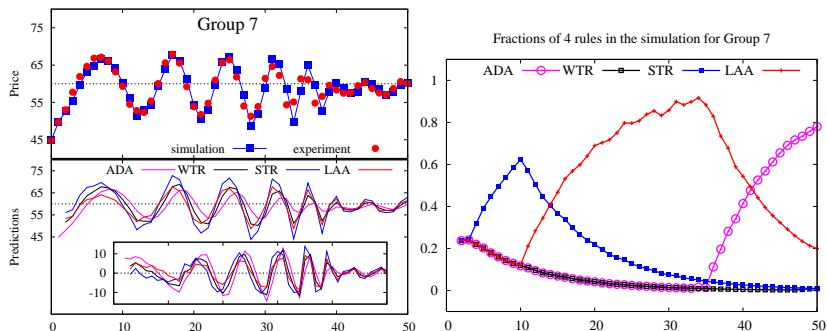 Group 7
75
65
55
45
Price
simulation experiment
75
65
55
45
Predictions
ADA WTR STR LAA
10
0
-10
0 10 20 30 40 50
Fractions of 4 rules in the simulation for Group 7
ADA WTR STR LAA
1
0.8
0.6
0.4
0.2
0
0 10 20 30 40 50